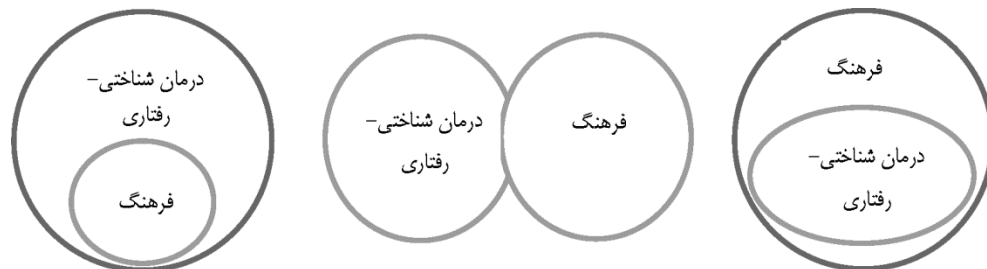 فرهنگ
درمان شناختی-
رفتاری
فرهنگ
درمان شناختی-
رفتاری
درمان شناختی-
رفتاری
فرهنگ